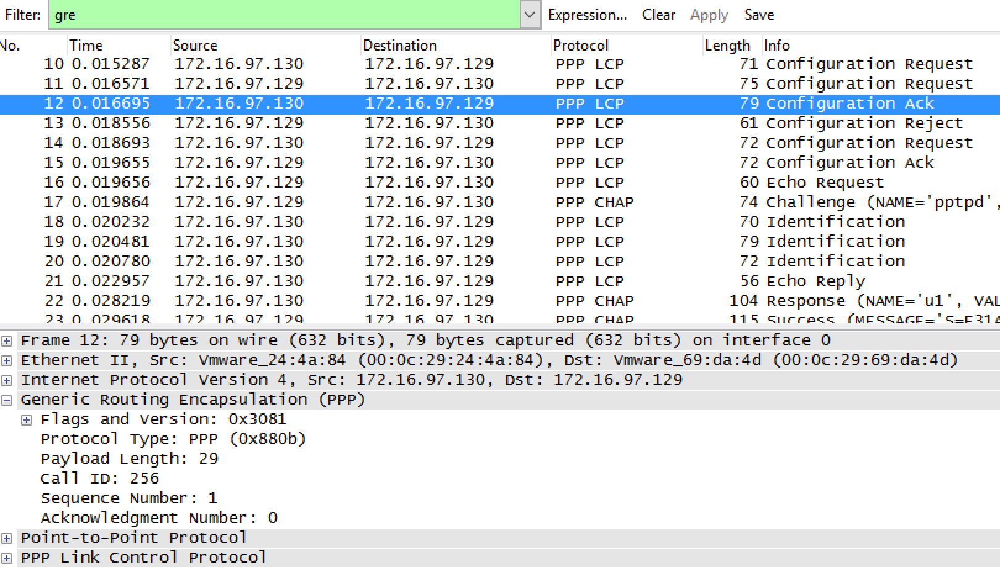 Filter: gre Expression... Clear Apply Save
No. Time Source Destination Protocol Length Info
10 0.015287 172.16.97.130 172.16.97.129 PPP LCP 71 Configuration Request
11 0.016571 172.16.97.129 172.16.97.130 PPP LCP 75 Configuration Request
12 0.016695 172.16.97.130 172.16.97.129 PPP LCP 79 Configuration Ack
13 0.018556 172.16.97.129 172.16.97.130 PPP LCP 61 Configuration Reject
14 0.018693 172.16.97.130 172.16.97.129 PPP LCP 72 Configuration Request
15 0.019655 172.16.97.129 172.16.97.130 PPP LCP 72 Configuration Ack
16 0.019656 172.16.97.129 172.16.97.130 PPP LCP 60 Echo Request
17 0.019864 172.16.97.129 172.16.97.130 PPP CHAP 74 Challenge (NAME='pptpd',
18 0.020232 172.16.97.130 172.16.97.129 PPP LCP 70 Identification
19 0.020481 172.16.97.130 172.16.97.129 PPP LCP 79 Identification
20 0.020780 172.16.97.130 172.16.97.129 PPP LCP 72 Identification
21 0.022957 172.16.97.130 172.16.97.129 PPP LCP 56 Echo Reply
22 0.028219 172.16.97.130 172.16.97.129 PPP CHAP 104 Response (NAME='u1', VAL
23 0.029618 172.16.97.129 172.16.97.130 PPP CHAP 115 Success (MESSAGE='S=E31A
Frame 12: 79 bytes on wire (632 bits), 79 bytes captured (632 bits) on interface 0
Ethernet II, Src: Vmware_24:4a:84 (00:0c:29:24:4a:84), Dst: Vmware_69:da:4d (00:0c:29:69:da:4d)
Internet Protocol Version 4, Src: 172.16.97.130, Dst: 172.16.97.129
Generic Routing Encapsulation (PPP)
Flags and Version: 0x3081
Protocol Type: PPP (0x880b)
Payload Length: 29
Call ID: 256
Sequence Number: 1
Acknowledgment Number: 0
Point-to-Point Protocol
PPP Link Control Protocol